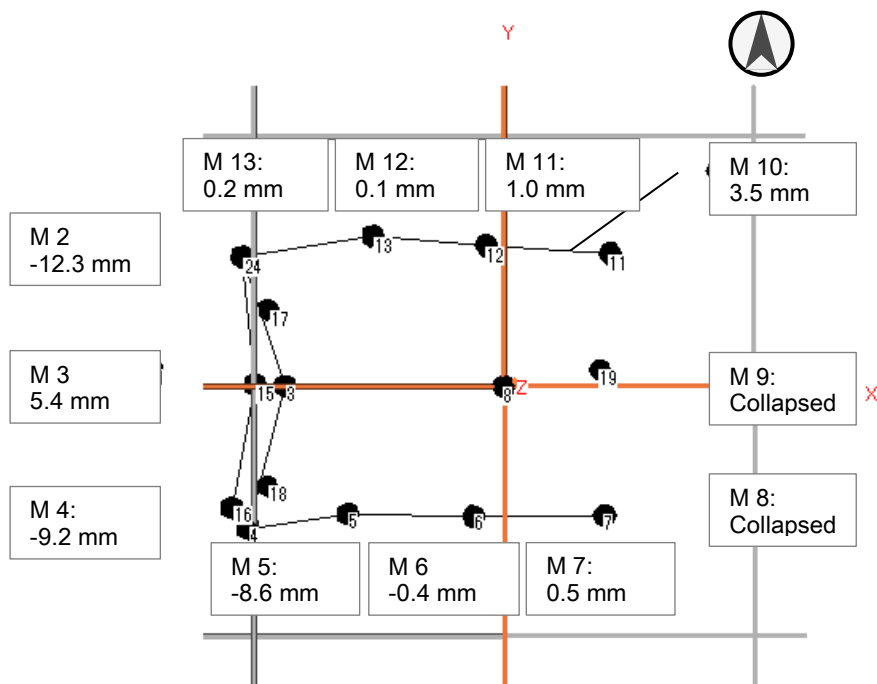 Y
M 13:
0.2 mm
M 12:
0.1 mm
M 11:
1.0 mm
M 10:
3.5 mm
M 2
-12.3 mm
13
12
11
24
17
M 3
5.4 mm
15
3
8
Z
19
M 9:
Collapsed
X
M 4:
-9.2 mm
18
16
4
5
6
7
M 8:
Collapsed
M 5:
-8.6 mm
M 6
-0.4 mm
M 7:
0.5 mm